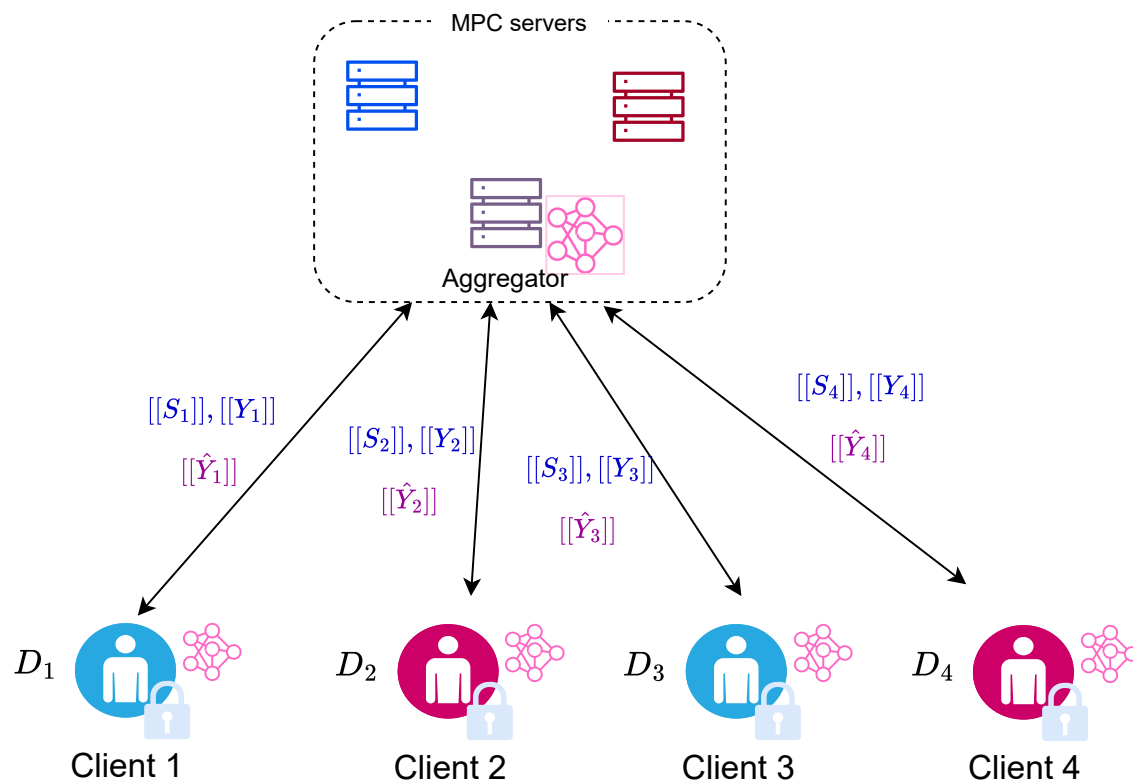 MPC servers
Aggregator
[[S₁]], [[Y₁]]
[[Ŷ₁]]
[[S₂]], [[Y₂]]
[[Ŷ₂]]
[[S₃]], [[Y₃]]
[[Ŷ₃]]
[[S₄]], [[Y₄]]
[[Ŷ₄]]
D₁
D₂
D₃
D₄
Client 1
Client 2
Client 3
Client 4